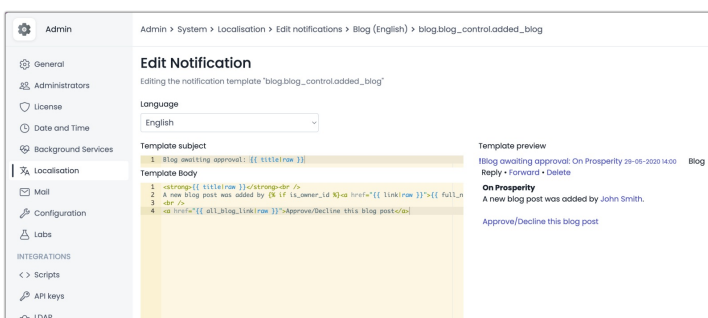 Admin
Admin > System > Localisation > Edit notifications > Blog (English) > blog.blog_control.added_blog
General
Administrators
License
Date and Time
Background Services
Localisation
Mail
Configuration
Labs
INTEGRATIONS
Scripts
API keys
LDAP
Edit Notification
Editing the notification template "blog.blog_control.added_blog"
Language
English
Template subject
1 Blog awaiting approval: {{ title|raw }}
Template Body
1 <strong>{{ title|raw }}</strong><br />
2 A new blog post was added by {% if is_owner_id %}<a href="{{ link|raw }}">{{ full_n
3 <br />
4 <a href="{{ all_blog_link|raw }}">Approve/Decline this blog post</a>
Template preview
!Blog awaiting approval: On Prosperity 29-05-2020 14:00 Blog
Reply • Forward • Delete
On Prosperity
A new blog post was added by John Smith.
Approve/Decline this blog post